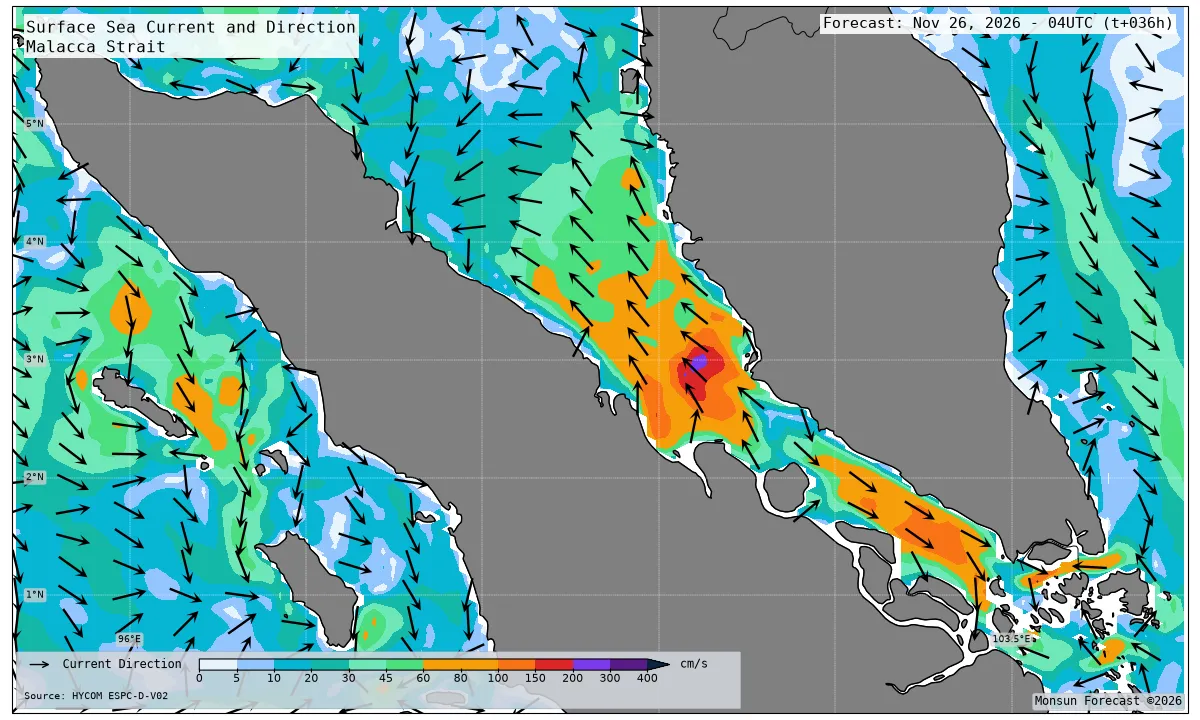 Surface Sea Current and Direction
Malacca Strait
Forecast: Nov 26, 2026 - 04UTC (t+036h)
5°N
4°N
3°N
2°N
1°N
96°E
103.5°E
Current Direction
0 5 10 20 30 45 60 80 100 150 200 300 400
cm/s
Source: HYCOM ESPC-D-V02
Monsun Forecast ©2026